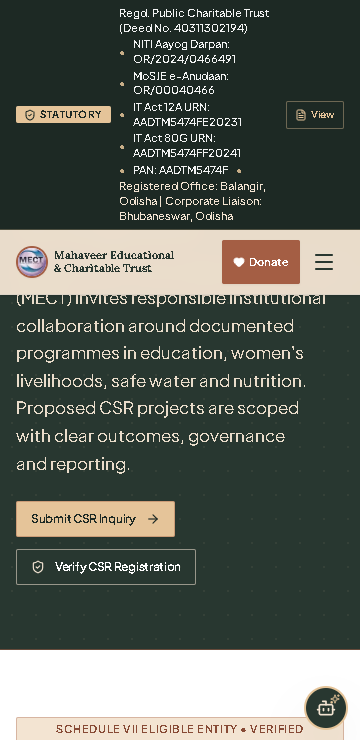 Regd. Public Charitable Trust
(Deed No. 40311302194)
• NITI Aayog Darpan:
OR/2024/0466491
• MoSJE e-Anudaan:
OR/00040466
STATUTORY
• IT Act 12A URN:
AADTM5474FE20231
View
• IT Act 80G URN:
AADTM5474FF20241
• PAN: AADTM5474F •
Registered Office: Balangir,
Odisha | Corporate Liaison:
Bhubaneswar, Odisha
MECT
Mahaveer Educational
& Charitable Trust
Donate
(MECT) invites responsible institutional
collaboration around documented
programmes in education, women's
livelihoods, safe water and nutrition.
Proposed CSR projects are scoped
with clear outcomes, governance
and reporting.
Submit CSR Inquiry →
Verify CSR Registration
SCHEDULE VII ELIGIBLE ENTITY • VERIFIED